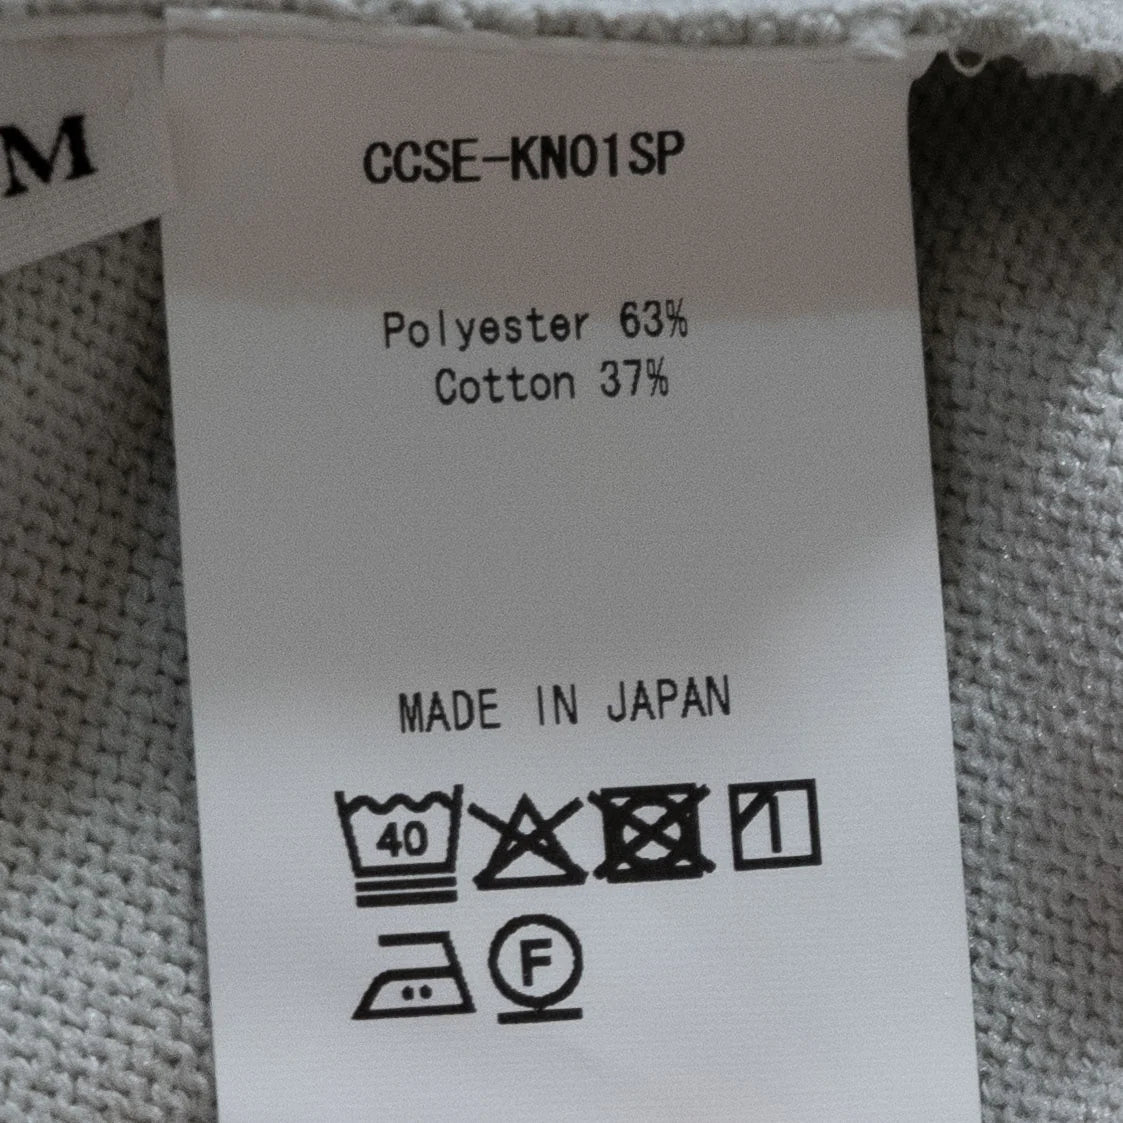 M
CCSE-KN01SP
Polyester 63%
Cotton 37%
MADE IN JAPAN
40
F